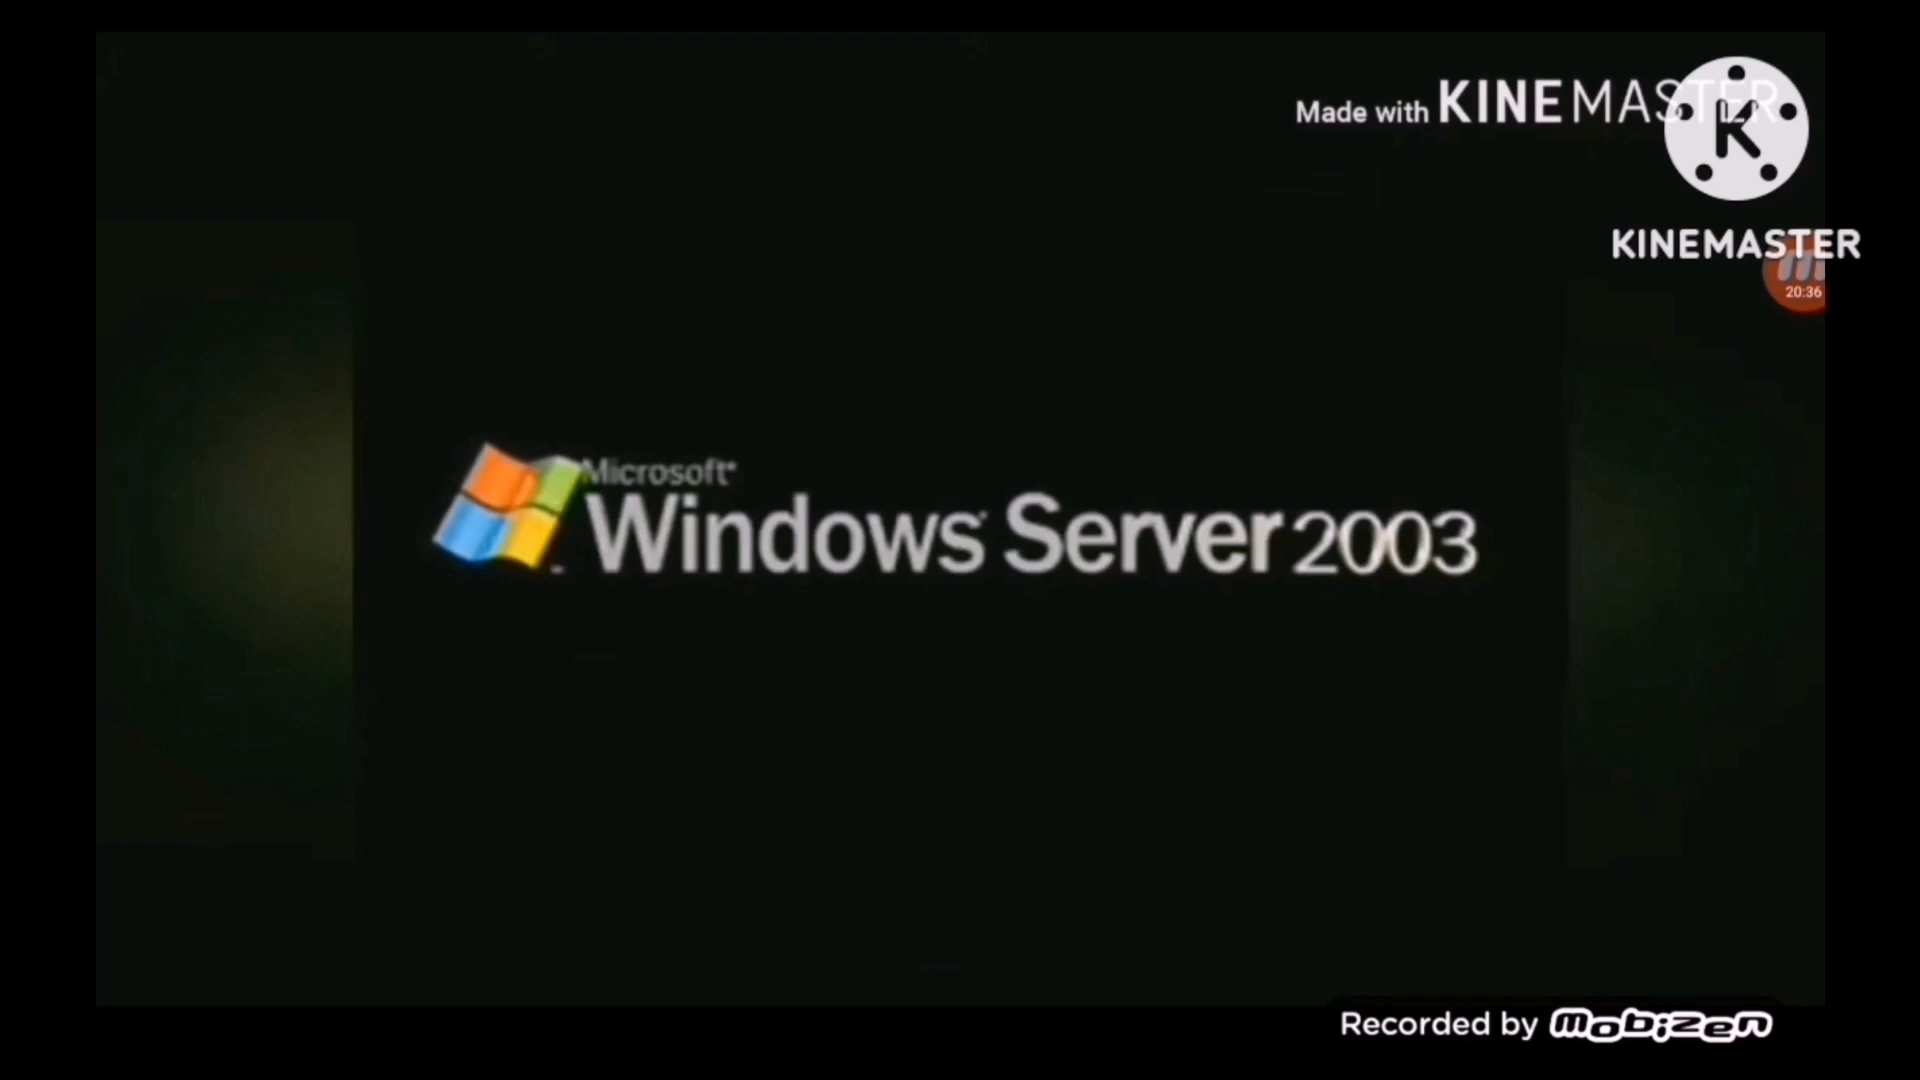 Made with KINEMASTER
KINEMASTER
20:36
Microsoft®
Windows Server 2003
Recorded by mobizen